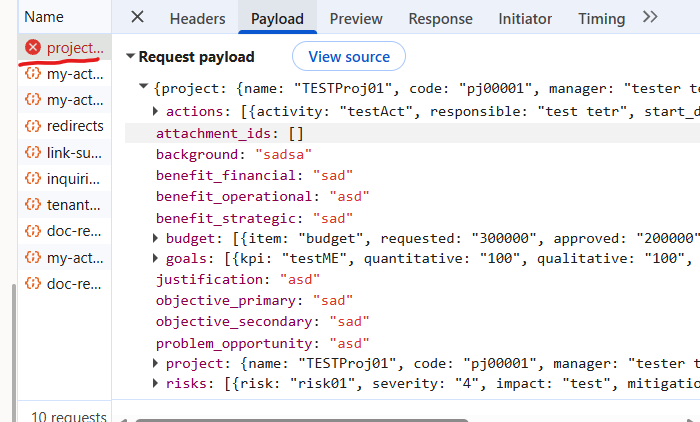 Name
Headers Payload Preview Response Initiator Timing
project...
Request payload View source
my-act...
{project: {name: "TESTProj01", code: "pj00001", manager: "tester t
my-act...
actions: [{activity: "testAct", responsible: "test tetr", start_d
redirects
attachment_ids: []
link-su...
background: "sadsa"
inquiri...
benefit_financial: "sad"
tenant...
benefit_operational: "asd"
doc-re...
benefit_strategic: "sad"
my-act...
budget: [{item: "budget", requested: "300000", approved: "200000"
doc-re...
goals: [{kpi: "testME", quantitative: "100", qualitative: "100",
justification: "asd"
objective_primary: "sad"
objective_secondary: "sad"
problem_opportunity: "asd"
project: {name: "TESTProj01", code: "pj00001", manager: "tester t
risks: [{risk: "risk01", severity: "4", impact: "test", mitigatio
10 requests